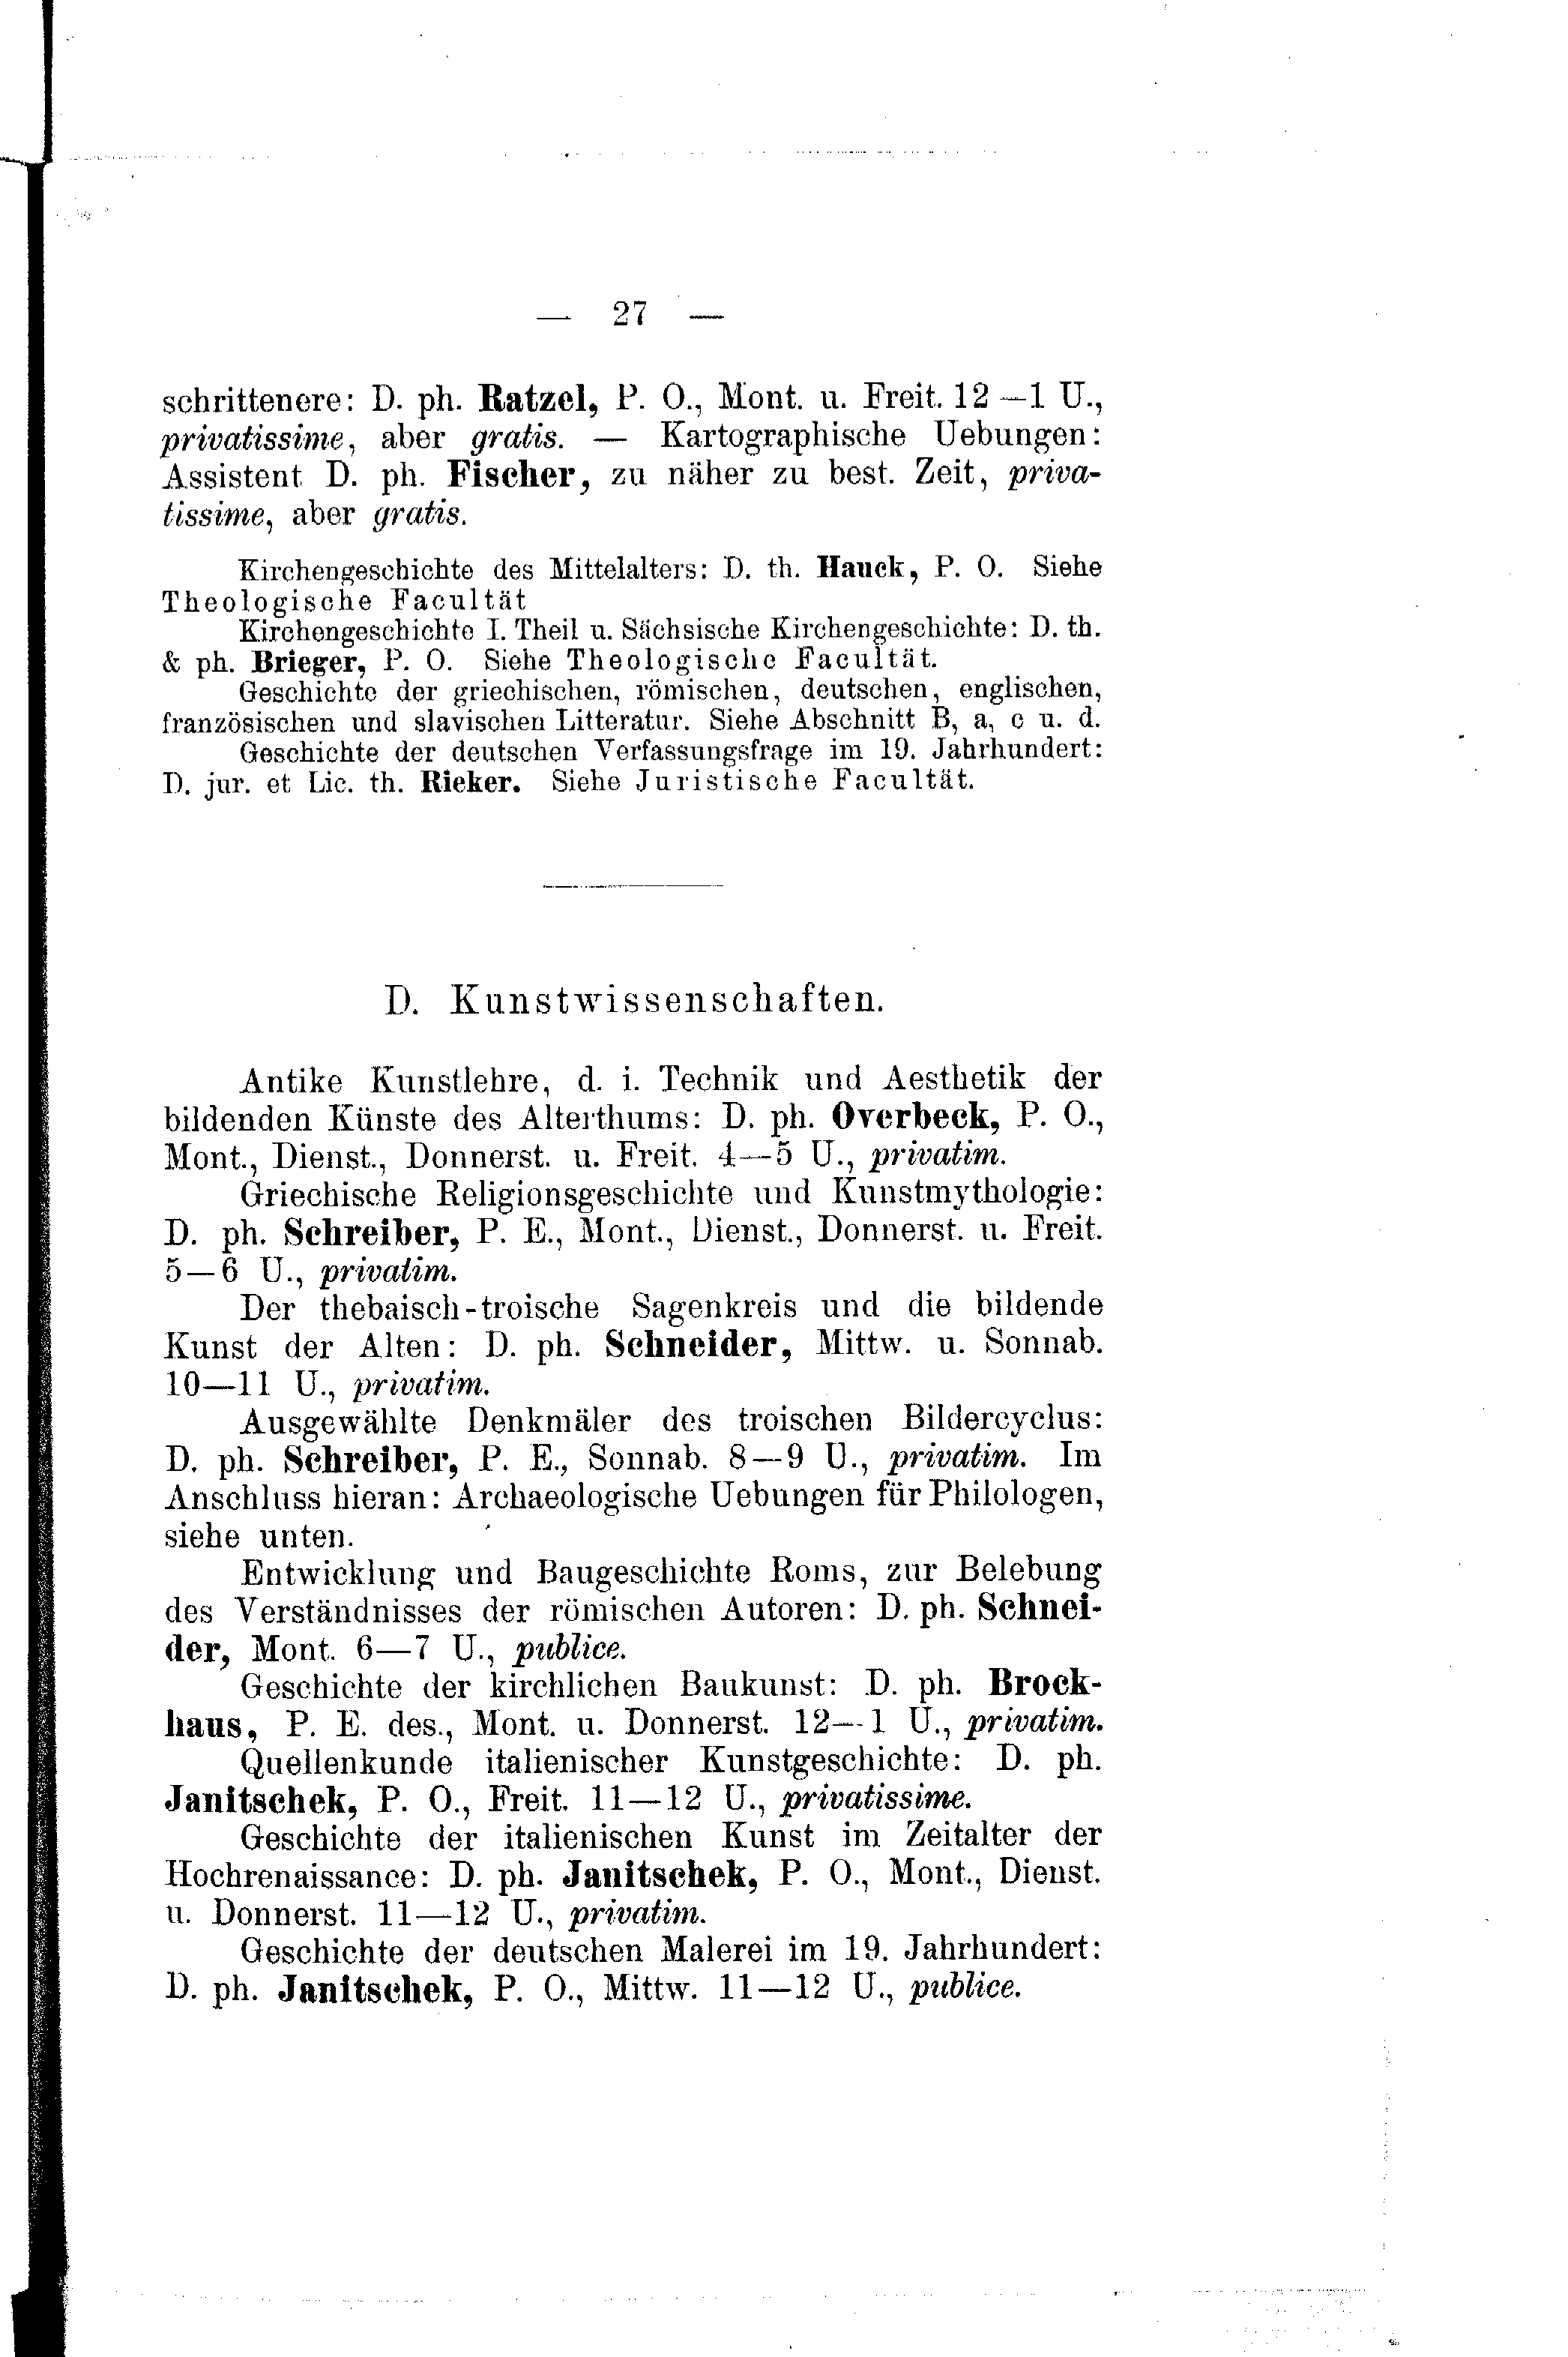 — 27 —
schrittenere: D. ph. Ratzel, P. O., Mont. u. Freit. 12—1 U.,
privatissime, aber gratis. — Kartographische Uebungen:
Assistent D. ph. Fischer, zu näher zu best. Zeit, priva-
tissime, aber gratis.
Kirchengeschichte des Mittelalters: D. th. Hauck, P. O. Siehe
Theologische Facultät
Kirchengeschichte I. Theil u. Sächsische Kirchengeschichte: D. th.
& ph. Brieger, P. O. Siehe Theologische Facultät.
Geschichte der griechischen, römischen, deutschen, englischen,
französischen und slavischen Litteratur. Siehe Abschnitt B, a, c u. d.
Geschichte der deutschen Verfassungsfrage im 19. Jahrhundert:
D. jur. et Lic. th. Rieker. Siehe Juristische Facultät.
D. Kunstwissenschaften.
Antike Kunstlehre, d. i. Technik und Aesthetik der
bildenden Künste des Alterthums: D. ph. Overbeck, P. O.,
Mont., Dienst., Donnerst. u. Freit. 4—5 U., privatim.
Griechische Religionsgeschichte und Kunstmythologie:
D. ph. Schreiber, P. E., Mont., Dienst., Donnerst. u. Freit.
5—6 U., privatim.
Der thebaisch-troische Sagenkreis und die bildende
Kunst der Alten: D. ph. Schneider, Mittw. u. Sonnab.
10—11 U., privatim.
Ausgewählte Denkmäler des troischen Bildercyclus:
D. ph. Schreiber, P. E., Sonnab. 8—9 U., privatim. Im
Anschluss hieran: Archaeologische Uebungen für Philologen,
siehe unten.
Entwicklung und Baugeschichte Roms, zur Belebung
des Verständnisses der römischen Autoren: D. ph. Schnei-
der, Mont. 6—7 U., publice.
Geschichte der kirchlichen Baukunst: D. ph. Brock-
haus, P. E. des., Mont. u. Donnerst. 12—1 U., privatim.
Quellenkunde italienischer Kunstgeschichte: D. ph.
Janitschek, P. O., Freit. 11—12 U., privatissime.
Geschichte der italienischen Kunst im Zeitalter der
Hochrenaissance: D. ph. Janitschek, P. O., Mont., Dienst.
u. Donnerst. 11—12 U., privatim.
Geschichte der deutschen Malerei im 19. Jahrhundert:
D. ph. Janitschek, P. O., Mittw. 11—12 U., publice.